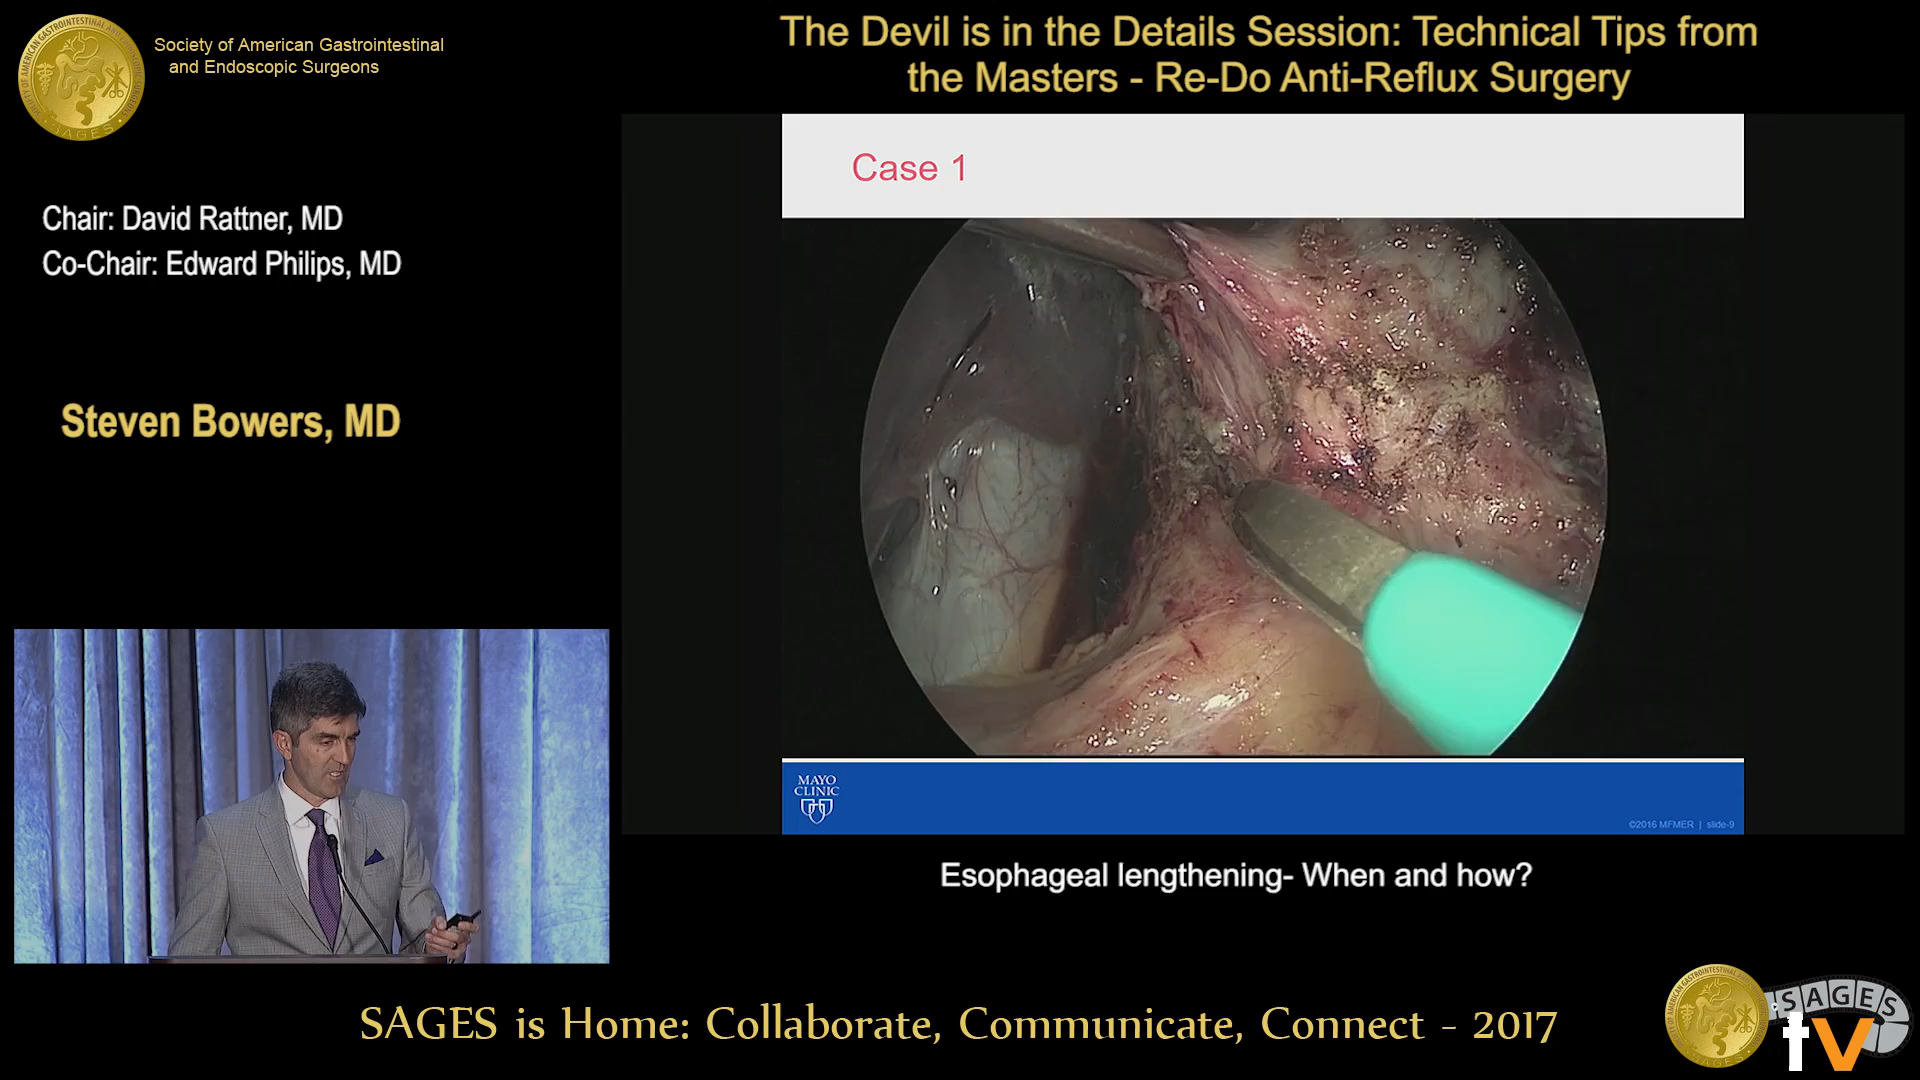 Society of American Gastrointestinal
and Endoscopic Surgeons
The Devil is in the Details Session: Technical Tips from
the Masters - Re-Do Anti-Reflux Surgery
Chair: David Rattner, MD
Co-Chair: Edward Philips, MD
Steven Bowers, MD
Case 1
MAYO
CLINIC
©2016 MFMER | slide-9
Esophageal lengthening- When and how?
SAGES is Home: Collaborate, Communicate, Connect - 2017
SAGES
tv